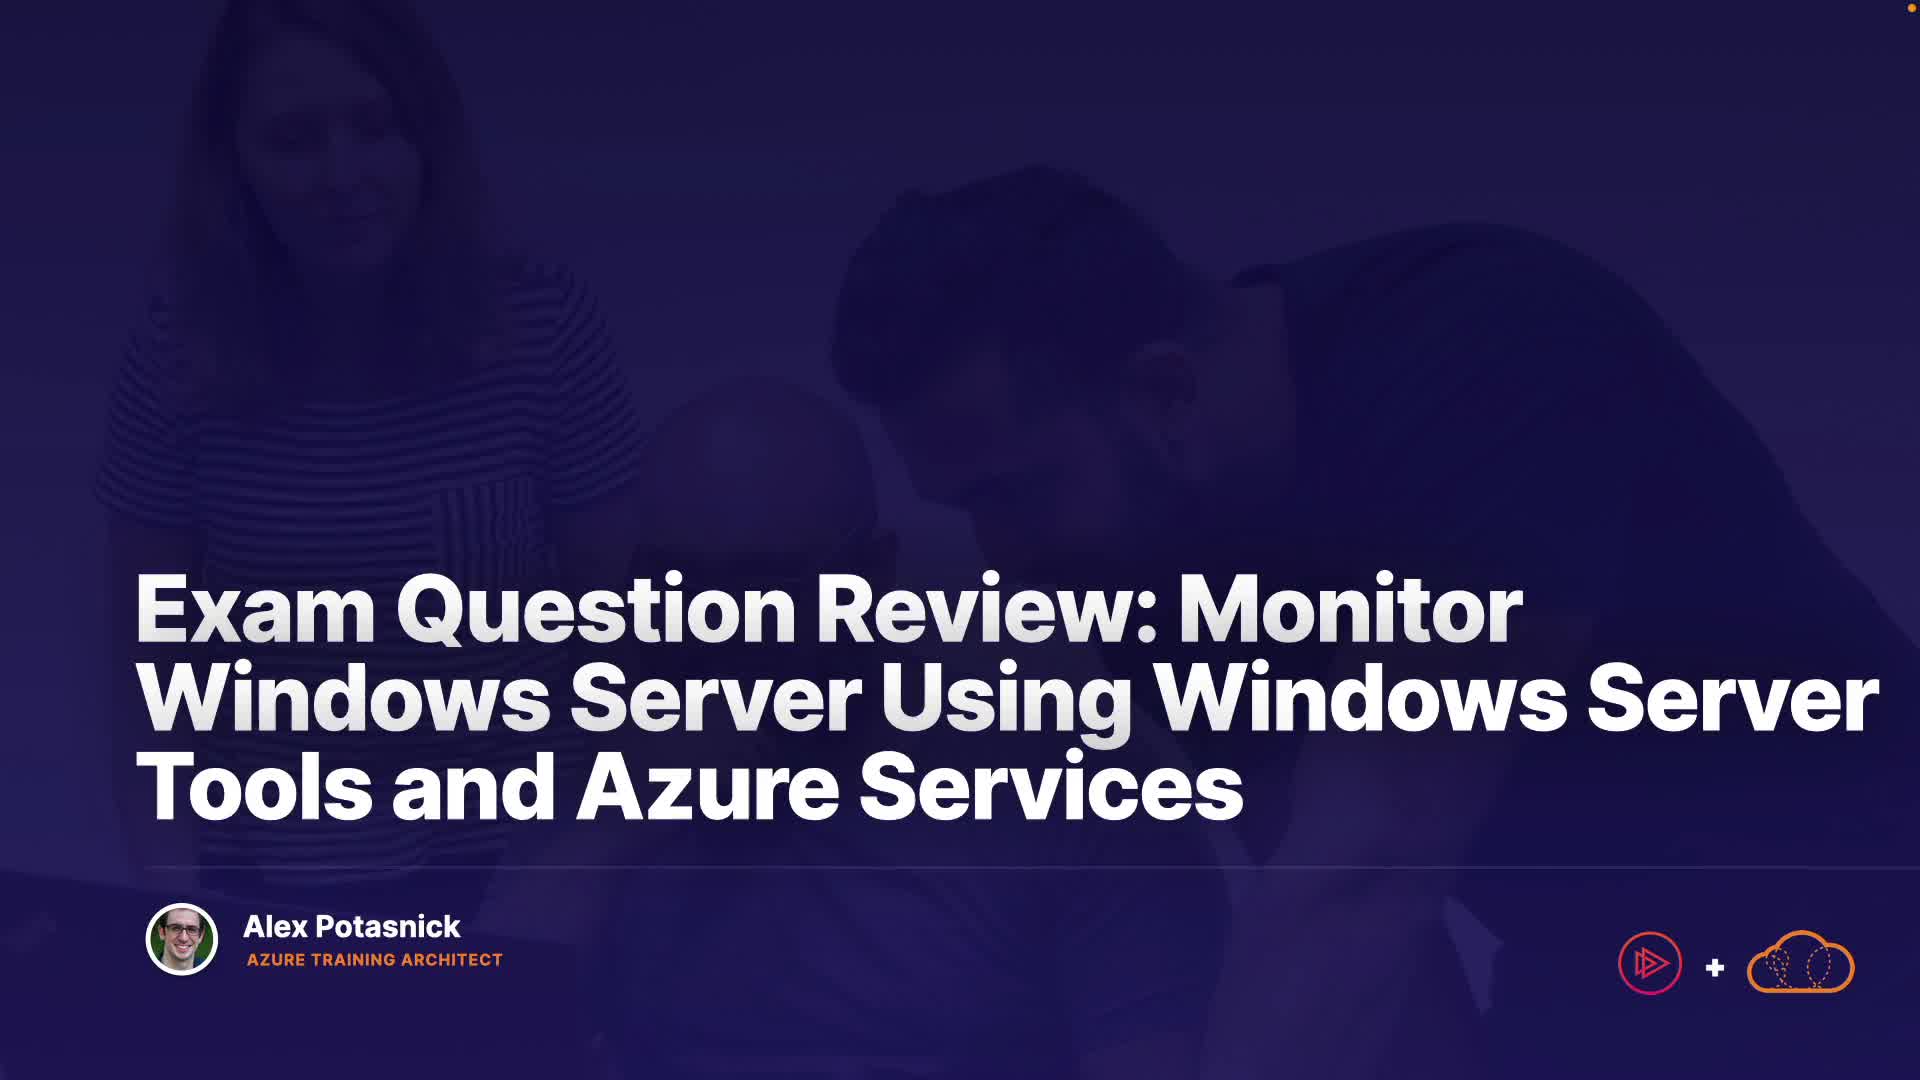 Exam Question Review: Monitor
Windows Server Using Windows Server
Tools and Azure Services
Alex Potasnick
AZURE TRAINING ARCHITECT
+